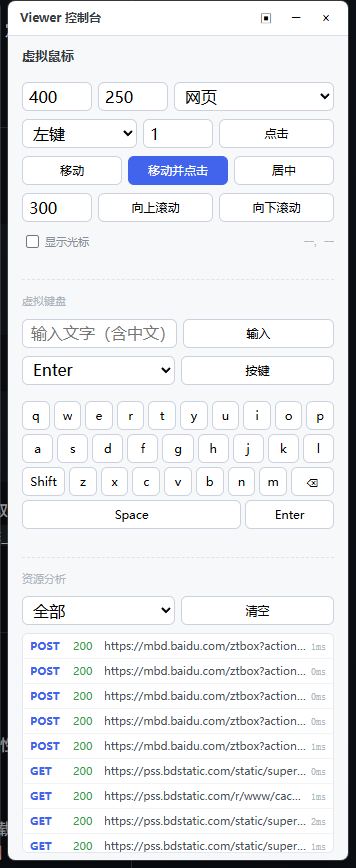 Viewer 控制台
虚拟鼠标
400 250 网页
左键 1 点击
移动 移动并点击 居中
300 向上滚动 向下滚动
显示光标 —, —
虚拟键盘
输入文字（含中文） 输入
Enter 按键
q w e r t y u i o p
a s d f g h j k l
Shift z x c v b n m ⌫
Space Enter
资源分析
全部 清空
POST 200 https://mbd.baidu.com/ztbox?action... 1ms
POST 200 https://mbd.baidu.com/ztbox?action... 0ms
POST 200 https://mbd.baidu.com/ztbox?action... 0ms
POST 200 https://mbd.baidu.com/ztbox?action... 0ms
POST 200 https://mbd.baidu.com/ztbox?action... 1ms
GET 200 https://pss.bdstatic.com/static/super... 0ms
GET 200 https://pss.bdstatic.com/r/www/cac... 1ms
GET 200 https://pss.bdstatic.com/static/super... 2ms
GET 200 https://pss.bdstatic.com/static/super... 1ms